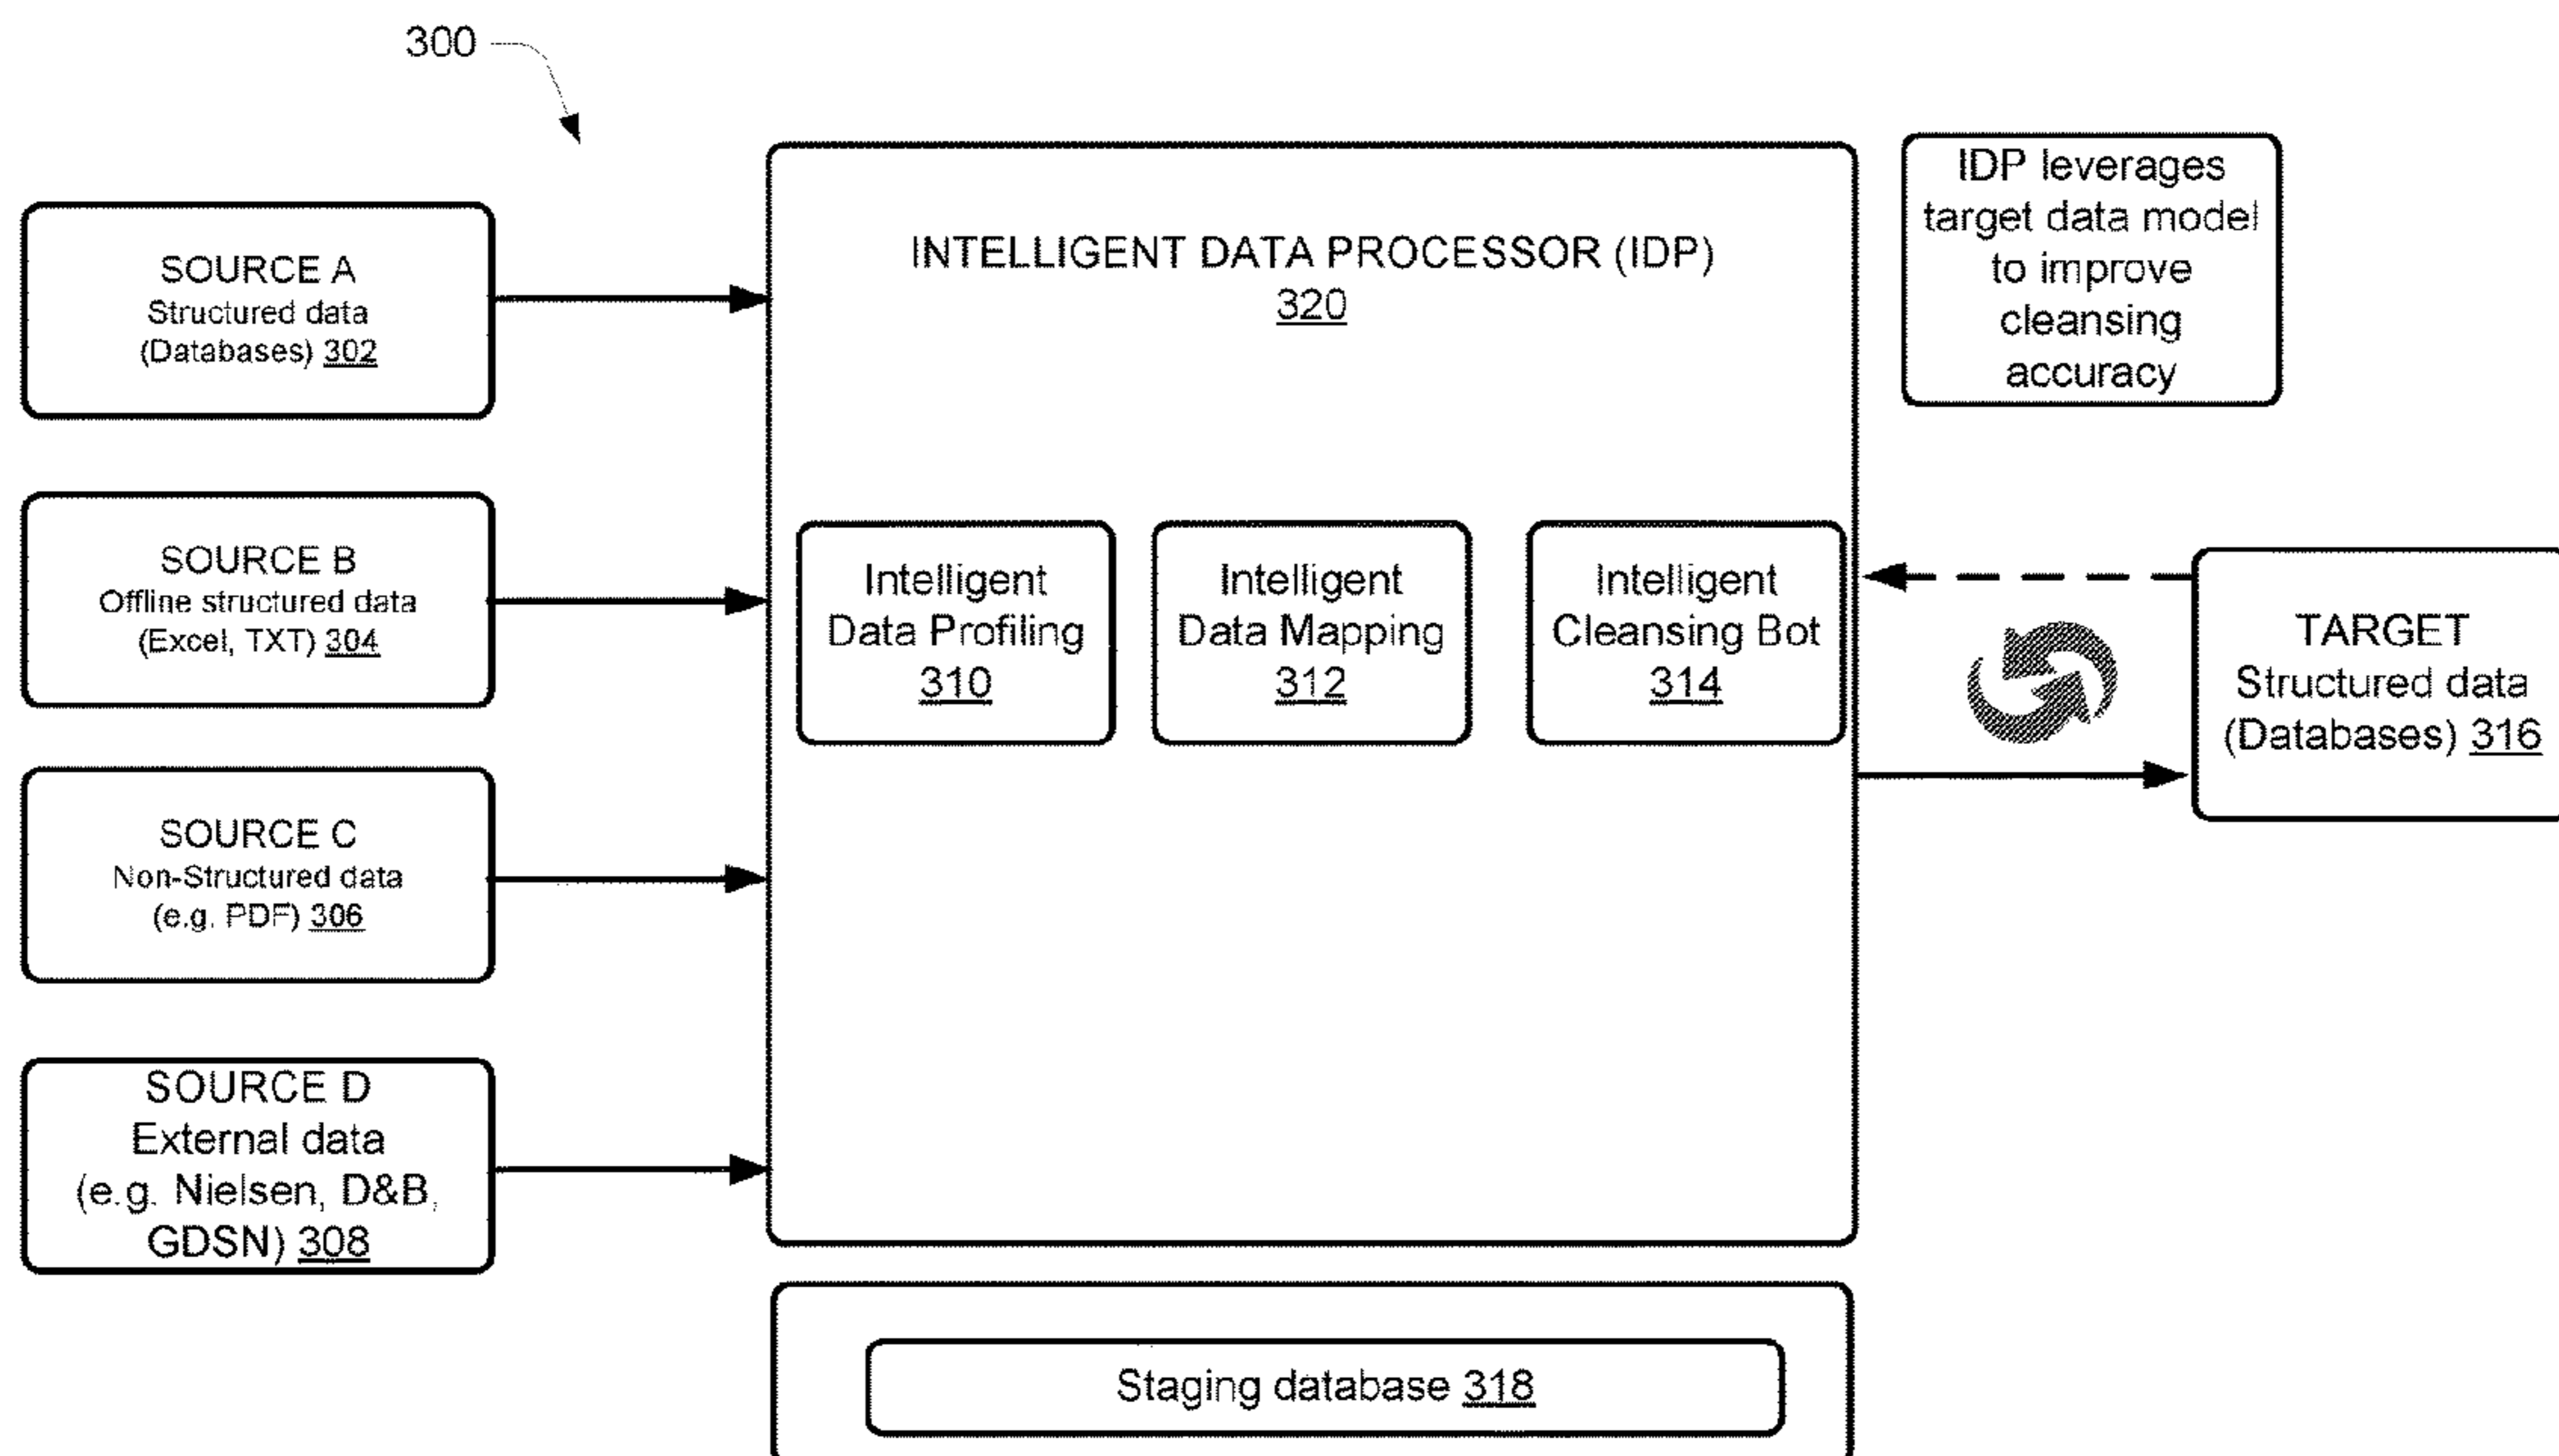 300
SOURCE A
Structured data
(Databases) 302
SOURCE B
Offline structured data
(Excel, TXT) 304
SOURCE C
Non-Structured data
(e.g. PDF) 306
SOURCE D
External data
(e.g. Nielsen, D&B,
GDSN) 308
INTELLIGENT DATA PROCESSOR (IDP)
320
Intelligent
Data Profiling
310
Intelligent
Data Mapping
312
Intelligent
Cleansing Bot
314
IDP leverages
target data model
to improve
cleansing
accuracy
TARGET
Structured data
(Databases) 316
Staging database 318